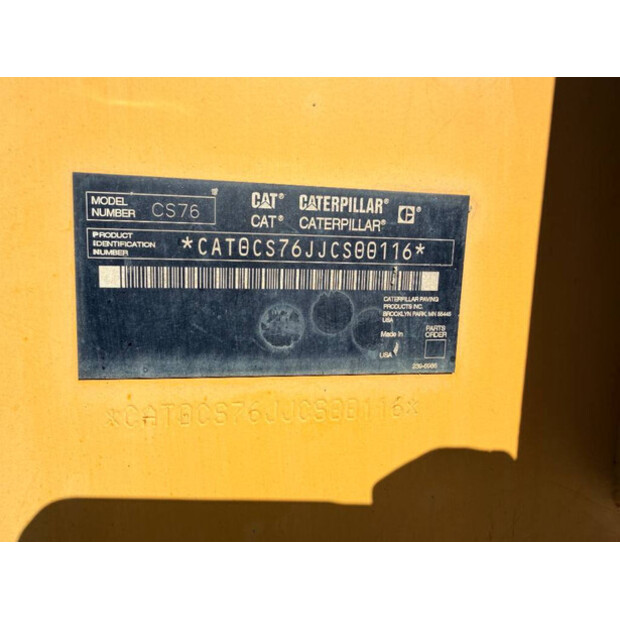 MODEL
NUMBER CS76
CAT® CATERPILLAR®
CAT® CATERPILLAR®
PRODUCT
IDENTIFICATION
NUMBER
*CAT0CS76JJCS00116*
CATERPILLAR PAVING
PRODUCTS INC.
BROOKLYN PARK, MN 55445
USA
Made in
USA
PARTS
ORDER
*CAT0CS76JJCS00116*